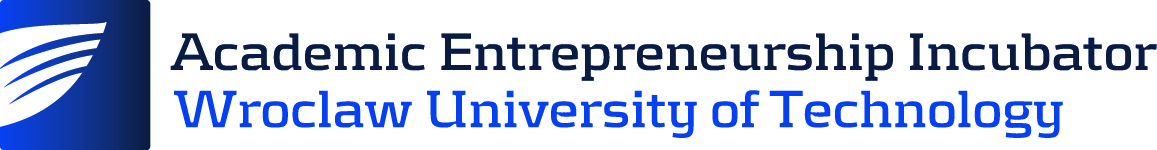 Academic Entrepreneurship Incubator
Wroclaw University of Technology